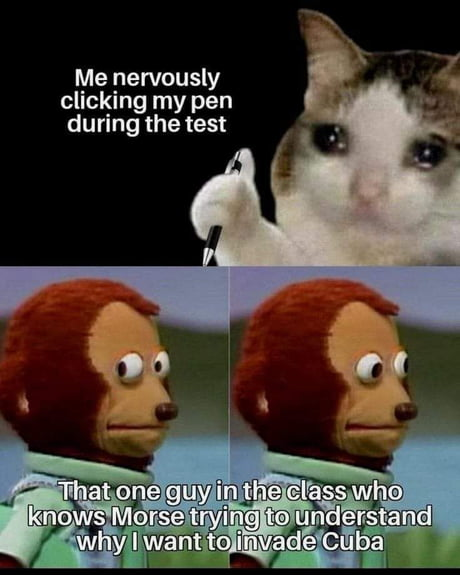 Me nervously
clicking my pen
during the test
That one guy in the class who
knows Morse trying to understand
why I want to invade Cuba